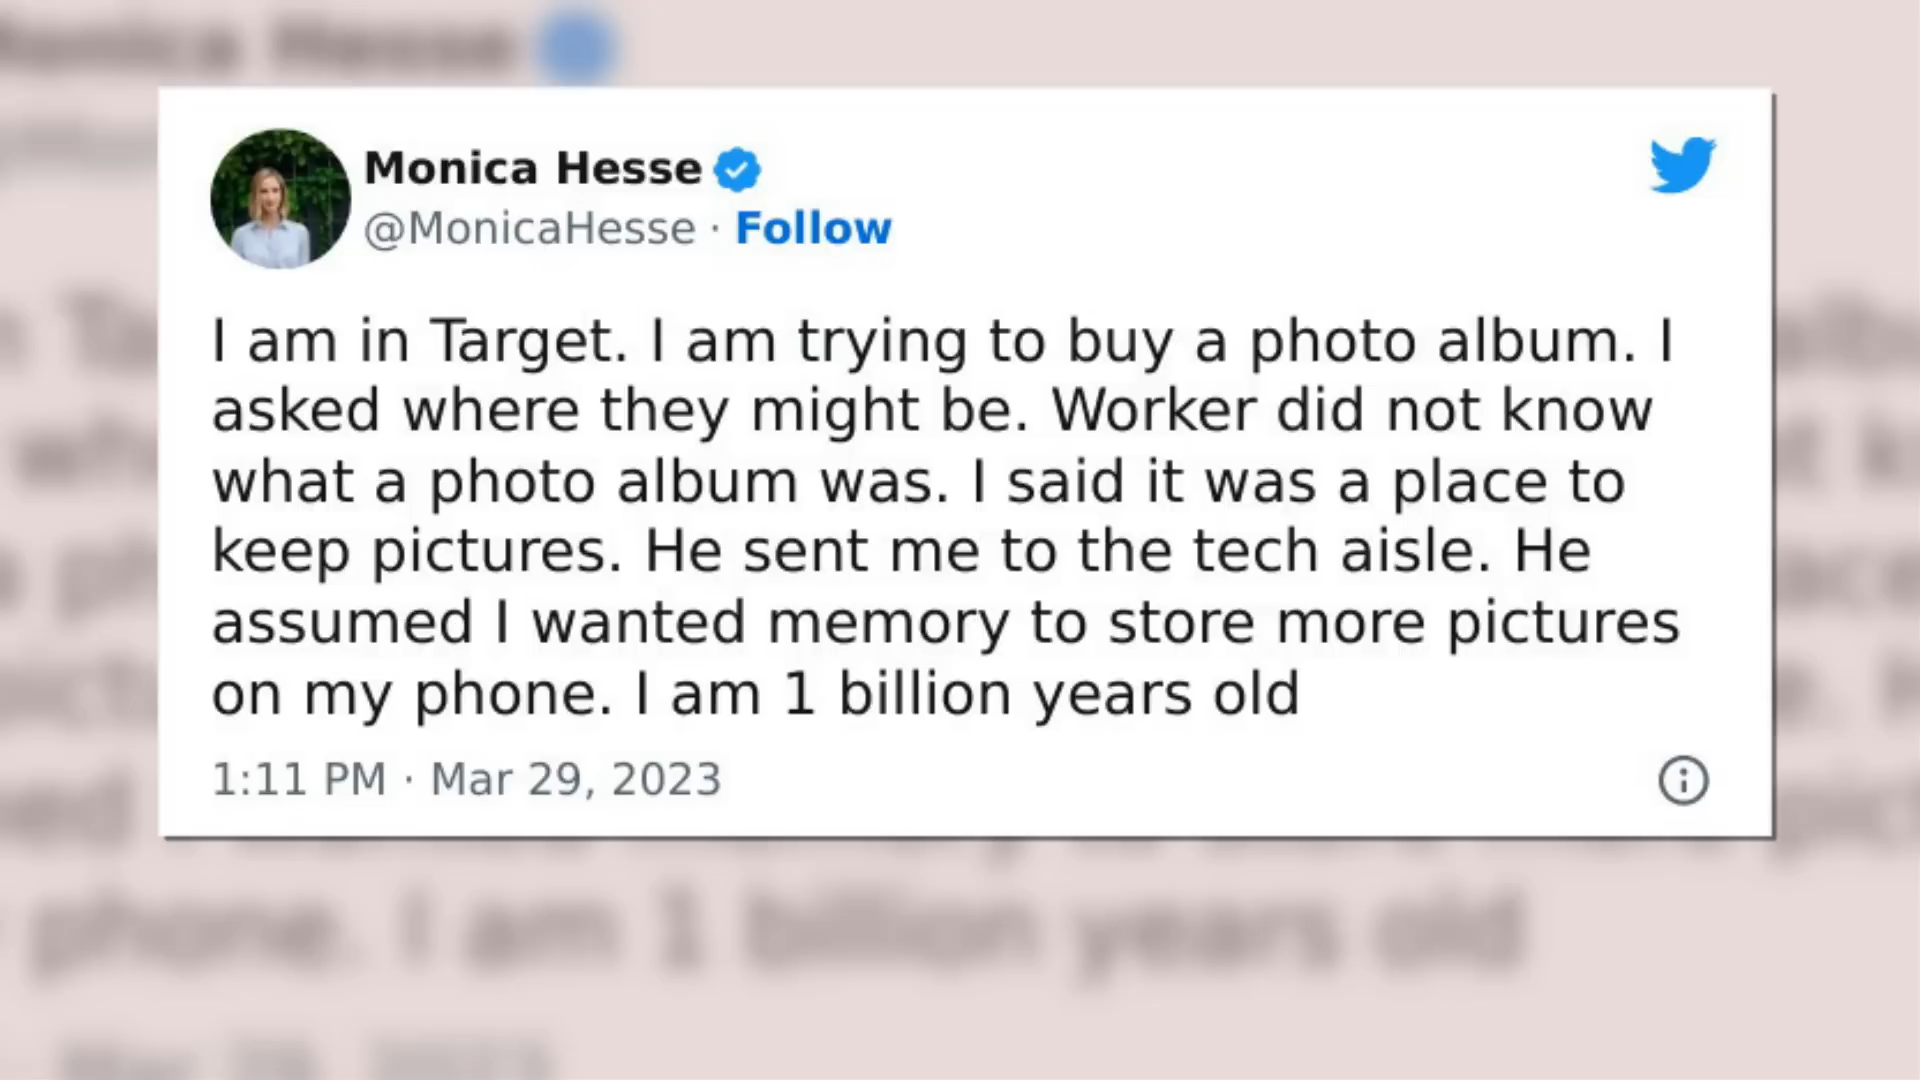 Monica Hesse
@MonicaHesse · Follow
I am in Target. I am trying to buy a photo album. I
asked where they might be. Worker did not know
what a photo album was. I said it was a place to
keep pictures. He sent me to the tech aisle. He
assumed I wanted memory to store more pictures
on my phone. I am 1 billion years old
1:11 PM · Mar 29, 2023